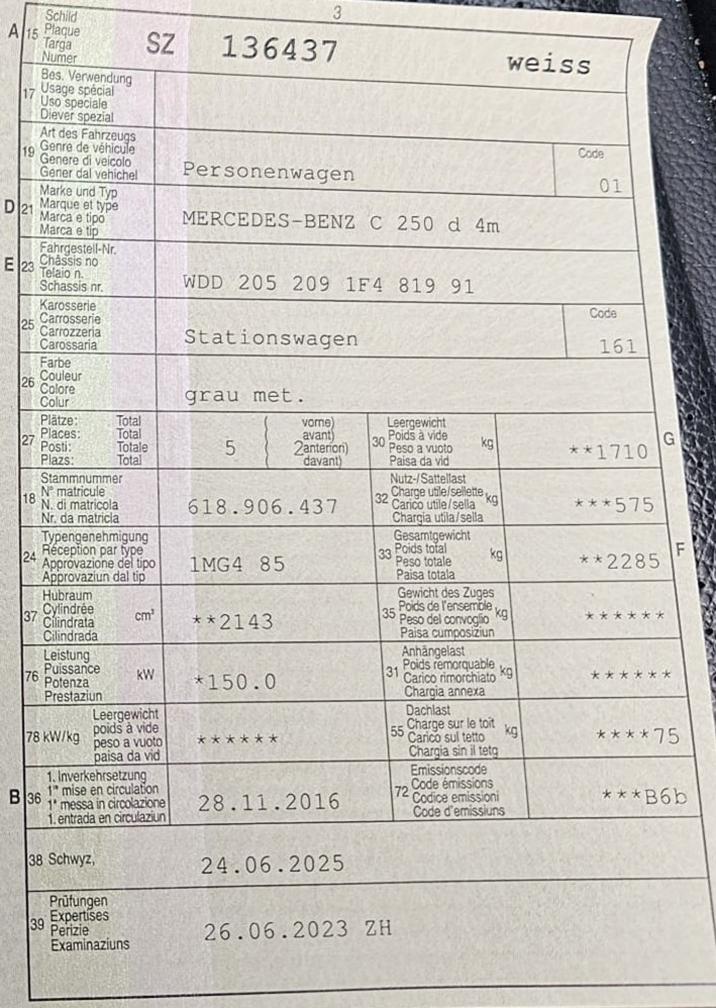 3
A 15 Schild
Plaque
Targa
Numer
SZ 136437 weiss
17 Bes. Verwendung
Usage spécial
Uso speciale
Diever spezial
19 Art des Fahrzeugs
Genre de véhicule
Genere di veicolo
Gener dal vehichel
Personenwagen
Code
01
D 21 Marke und Typ
Marque et type
Marca e tipo
Marca e tip
MERCEDES-BENZ C 250 d 4m
E 23 Fahrgestell-Nr.
Châssis no
Telaio n.
Schassis nr.
WDD 205 209 1F4 819 91
25 Karosserie
Carrosserie
Carrozzeria
Carossaria
Stationswagen
Code
161
26 Farbe
Couleur
Colore
Colur
grau met.
27 Plätze: Total
Places: Total
Posti: Totale
Plazs: Total
5
vorne)
avant)
2 anteriori)
davant)
30 Leergewicht
Poids à vide
Peso a vuoto
Paisa da vid
kg
**1710
G
18 Stammnummer
N° matricule
N. di matricola
Nr. da matricla
618.906.437
32 Nutz-/Sattellast
Charge utile/sellette
Carico utile/sella
Chargia utila/sella
kg
***575
24 Typengenehmigung
Réception par type
Approvazione del tipo
Approvaziun dal tip
1MG4 85
33 Gesamtgewicht
Poids total
Peso totale
Paisa totala
kg
**2285
F
37 Hubraum
Cylindrée
Cilindrata
Cilindrada
cm³
**2143
35 Gewicht des Zuges
Poids de l'ensemble
Peso del convoglio
Paisa cumposiziun
kg
******
76 Leistung
Puissance
Potenza
Prestaziun
kW
*150.0
31 Anhängelast
Poids remorquable
Carico rimorchiato
Chargia annexa
kg
******
78 kW/kg Leergewicht
poids à vide
peso a vuoto
paisa da vid
******
55 Dachlast
Charge sur le toit
Carico sul tetto
Chargia sin il tetg
kg
****75
B 36 1. Inverkehrsetzung
1re mise en circulation
1a messa in circolazione
1. entrada en circulaziun
28.11.2016
72 Emissionscode
Code émissions
Codice emissioni
Code d'emissiuns
***B6b
38 Schwyz,
24.06.2025
39 Prüfungen
Expertises
Perizie
Examinaziuns
26.06.2023 ZH